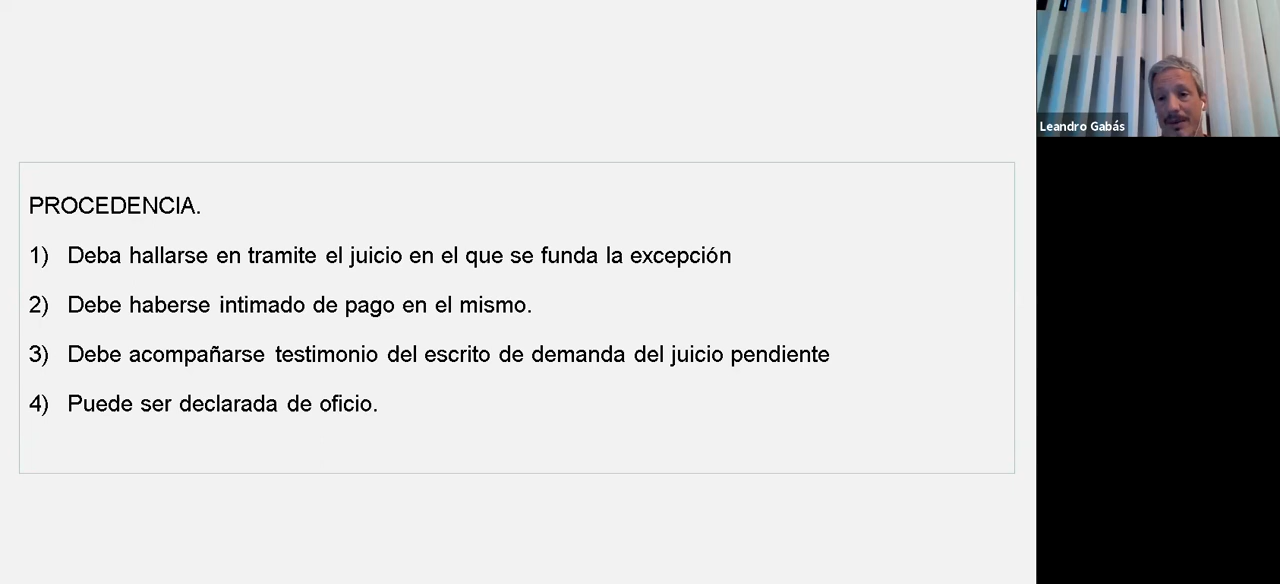 Leandro Gabás
PROCEDENCIA.
1) Deba hallarse en tramite el juicio en el que se funda la excepción
2) Debe haberse intimado de pago en el mismo.
3) Debe acompañarse testimonio del escrito de demanda del juicio pendiente
4) Puede ser declarada de oficio.